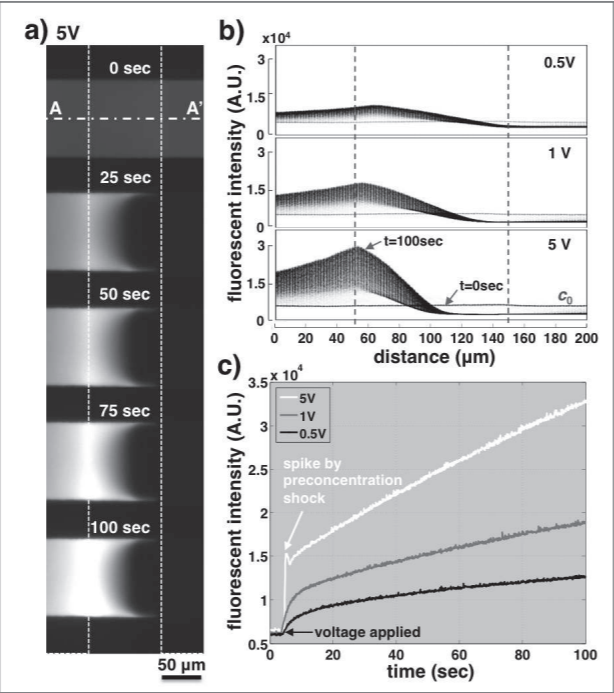 a) 5V
0 sec
A A'
25 sec
50 sec
75 sec
100 sec
50 µm
b)
x10⁴
fluorescent intensity (A.U.)
3
1.5
0
0.5V
3
1.5
0
1 V
3
1.5
0
5 V
t=100sec
t=0sec
c₀
0 20 40 60 80 100 120 140 160 180 200
distance (µm)
c)
x 10⁴
fluorescent intensity (A.U.)
3.5
3
2.5
2
1.5
1
0.5
5V
1V
0.5V
spike by
preconcentration
shock
voltage applied
0 20 40 60 80 100
time (sec)